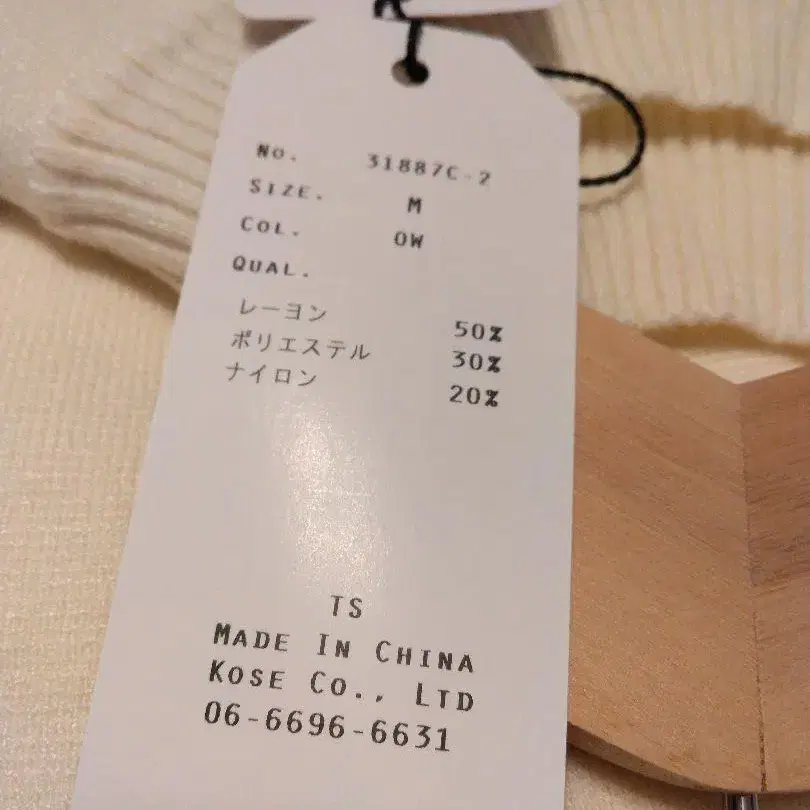 No. 31887C-2
SIZE. M
COL. OW
QUAL.
レーヨン 50%
ポリエステル 30%
ナイロン 20%
TS
MADE IN CHINA
KOSE CO., LTD
06-6696-6631